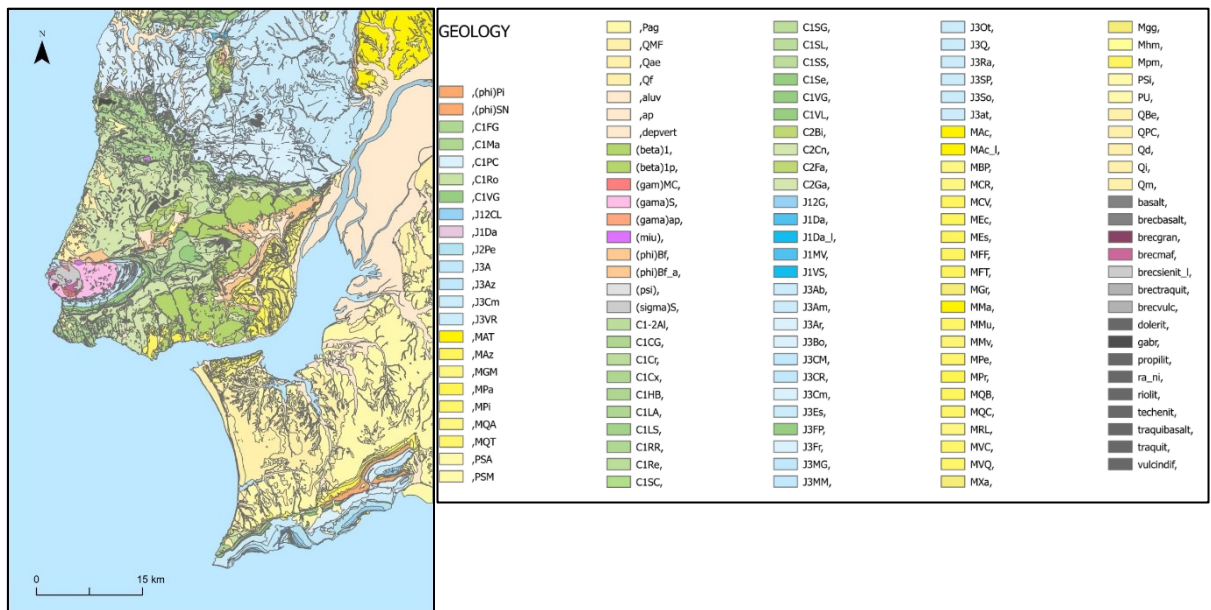 N
0 15 km
GEOLOGY
,(phi)Pi
,(phi)SN
,C1FG
,C1Ma
,C1PC
,C1Ro
,C1VG
,J12CL
,J1Da
,J2Pe
,J3A
,J3Az
,J3Cm
,J3VR
,MAT
,MAz
,MGM
,MPa
,MPi
,MQA
,MQT
,PSA
,PSM
,Pag
,QMF
,Qae
,Qf
,aluv
,ap
,depvert
(beta)1,
(beta)1p,
(gam)MC,
(gama)S,
(gama)ap,
(miu),
(phi)Bf,
(phi)Bf_a,
(psi),
(sigma)S,
C1-2Al,
C1CG,
C1Cr,
C1Cx,
C1HB,
C1LA,
C1LS,
C1RR,
C1Re,
C1SC,
C1SG,
C1SL,
C1SS,
C1Se,
C1VG,
C1VL,
C2Bi,
C2Cn,
C2Fa,
C2Ga,
J12G,
J1Da,
J1Da_l,
J1MV,
J1VS,
J3Ab,
J3Am,
J3Ar,
J3Bo,
J3CM,
J3CR,
J3Cm,
J3Es,
J3FP,
J3Fr,
J3MG,
J3MM,
J3Ot,
J3Q,
J3Ra,
J3SP,
J3So,
J3at,
MAc,
MAc_l,
MBP,
MCR,
MCV,
MEc,
MEs,
MFF,
MFT,
MGr,
MMa,
MMu,
MMv,
MPe,
MPr,
MQB,
MQC,
MRL,
MVC,
MVQ,
MXa,
Mgg,
Mhm,
Mpm,
PSi,
PU,
QBe,
QPC,
Qd,
Qi,
Qm,
basalt,
brecbasalt,
brecgran,
brecmaf,
brecsienit_l,
brectraquit,
brecvulc,
dolerit,
gabr,
propilit,
ra_ni,
riolit,
techenit,
traquibasalt,
traquit,
vulcindif,